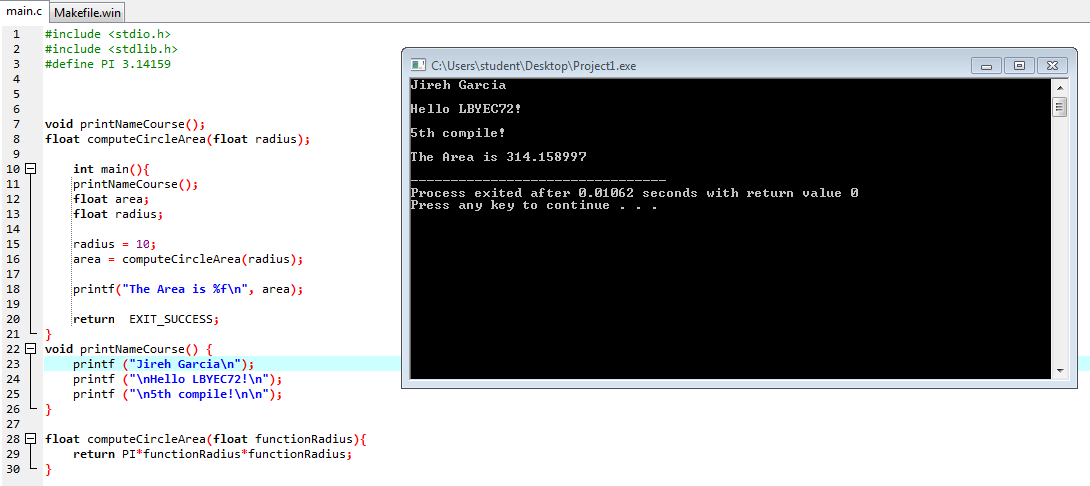 main.c Makefile.win
1 #include <stdio.h>
2 #include <stdlib.h>
3 #define PI 3.14159
4
5
6
7 void printNameCourse();
8 float computeCircleArea(float radius);
9
10 int main(){
11 printNameCourse();
12 float area;
13 float radius;
14
15 radius = 10;
16 area = computeCircleArea(radius);
17
18 printf("The Area is %f\n", area);
19
20 return  EXIT_SUCCESS;
21 }
22 void printNameCourse() {
23 printf ("Jireh Garcia\n");
24 printf ("\nHello LBYEC72!\n");
25 printf ("\n5th compile!\n\n");
26 }
27
28 float computeCircleArea(float functionRadius){
29 return PI*functionRadius*functionRadius;
30 }
C:\Users\student\Desktop\Project1.exe
Jireh Garcia
Hello LBYEC72!
5th compile!
The Area is 314.158997
--------------------------------
Process exited after 0.01062 seconds with return value 0
Press any key to continue . . .